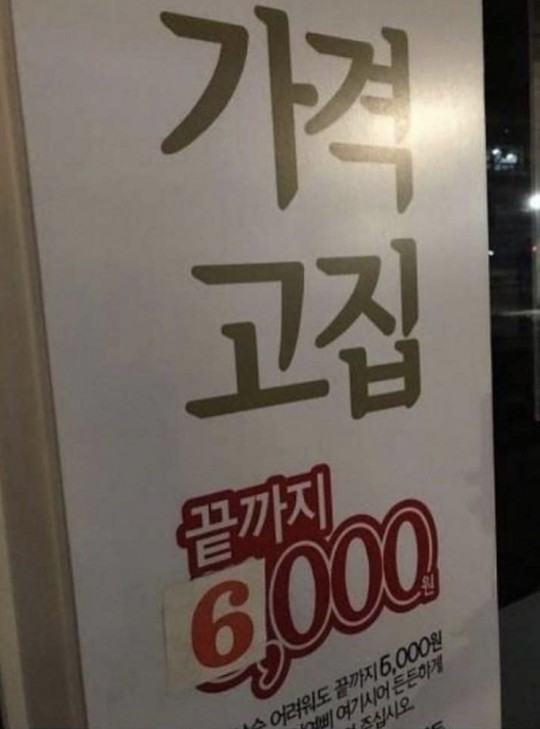 가격
고집
끝까지
6,000원
어려워도 끝까지 6,000원
여기시어 든든하게
주십시오.